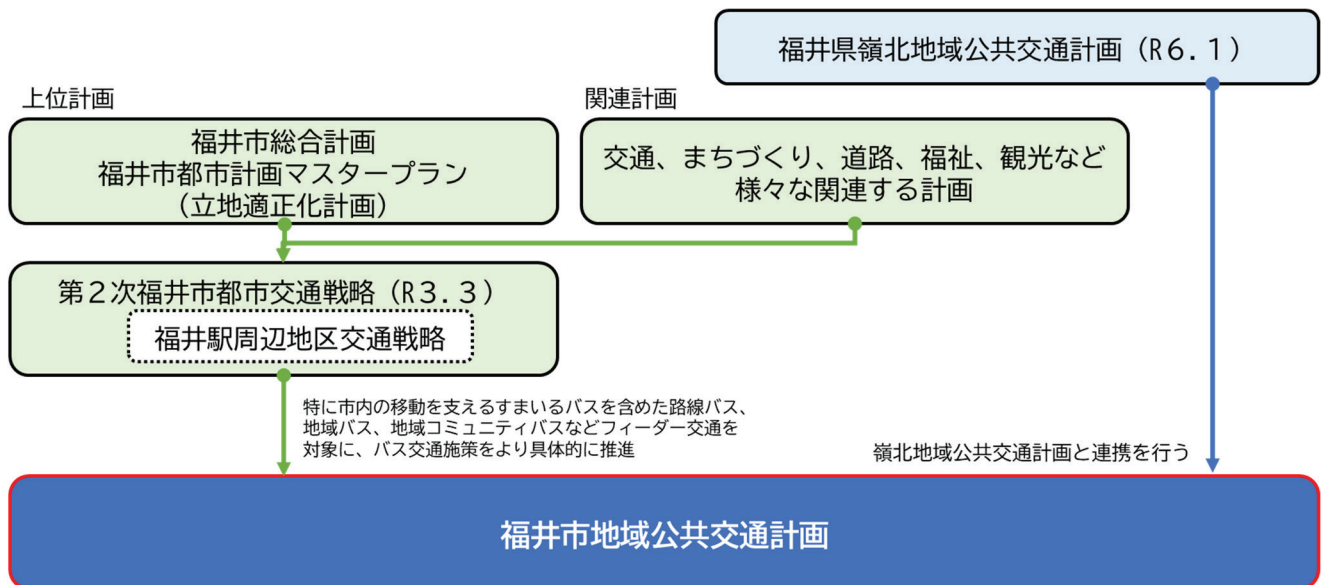 福井県嶺北地域公共交通計画（R６.１）
上位計画
関連計画
福井市総合計画
福井市都市計画マスタープラン
（立地適正化計画）
交通、まちづくり、道路、福祉、観光など
様々な関連する計画
第２次福井市都市交通戦略（R３.３）
福井駅周辺地区交通戦略
特に市内の移動を支えるすまいるバスを含めた路線バス、
地域バス、地域コミュニティバスなどフィーダー交通を
対象に、バス交通施策をより具体的に推進
嶺北地域公共交通計画と連携を行う
福井市地域公共交通計画